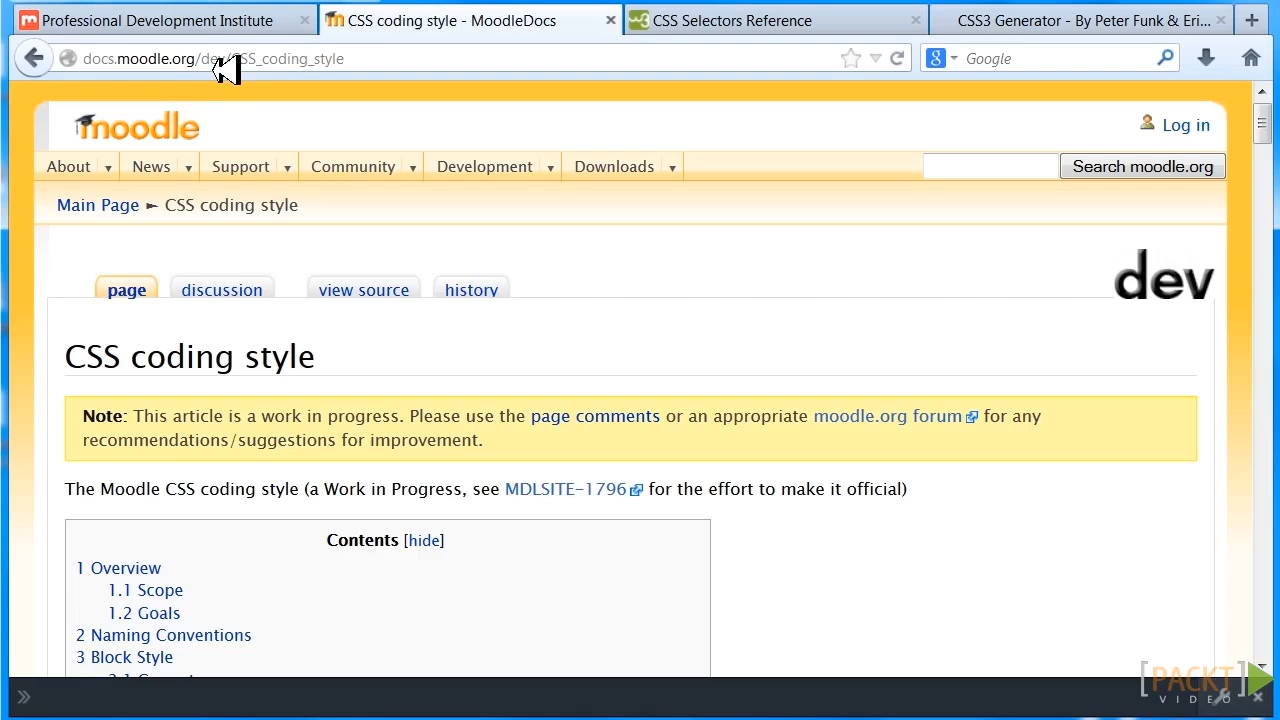 Professional Development Institute
CSS coding style - MoodleDocs
CSS Selectors Reference
CSS3 Generator - By Peter Funk & Eri...
docs.moodle.org/dev/CSS_coding_style
Google
moodle
Log in
About
News
Support
Community
Development
Downloads
Search moodle.org
Main Page ► CSS coding style
dev
page
discussion
view source
history
CSS coding style
Note: This article is a work in progress. Please use the page comments or an appropriate moodle.org forum for any
recommendations/suggestions for improvement.
The Moodle CSS coding style (a Work in Progress, see MDLSITE-1796 for the effort to make it official)
Contents [hide]
1 Overview
1.1 Scope
1.2 Goals
2 Naming Conventions
3 Block Style
[PACKT]
VIDEO